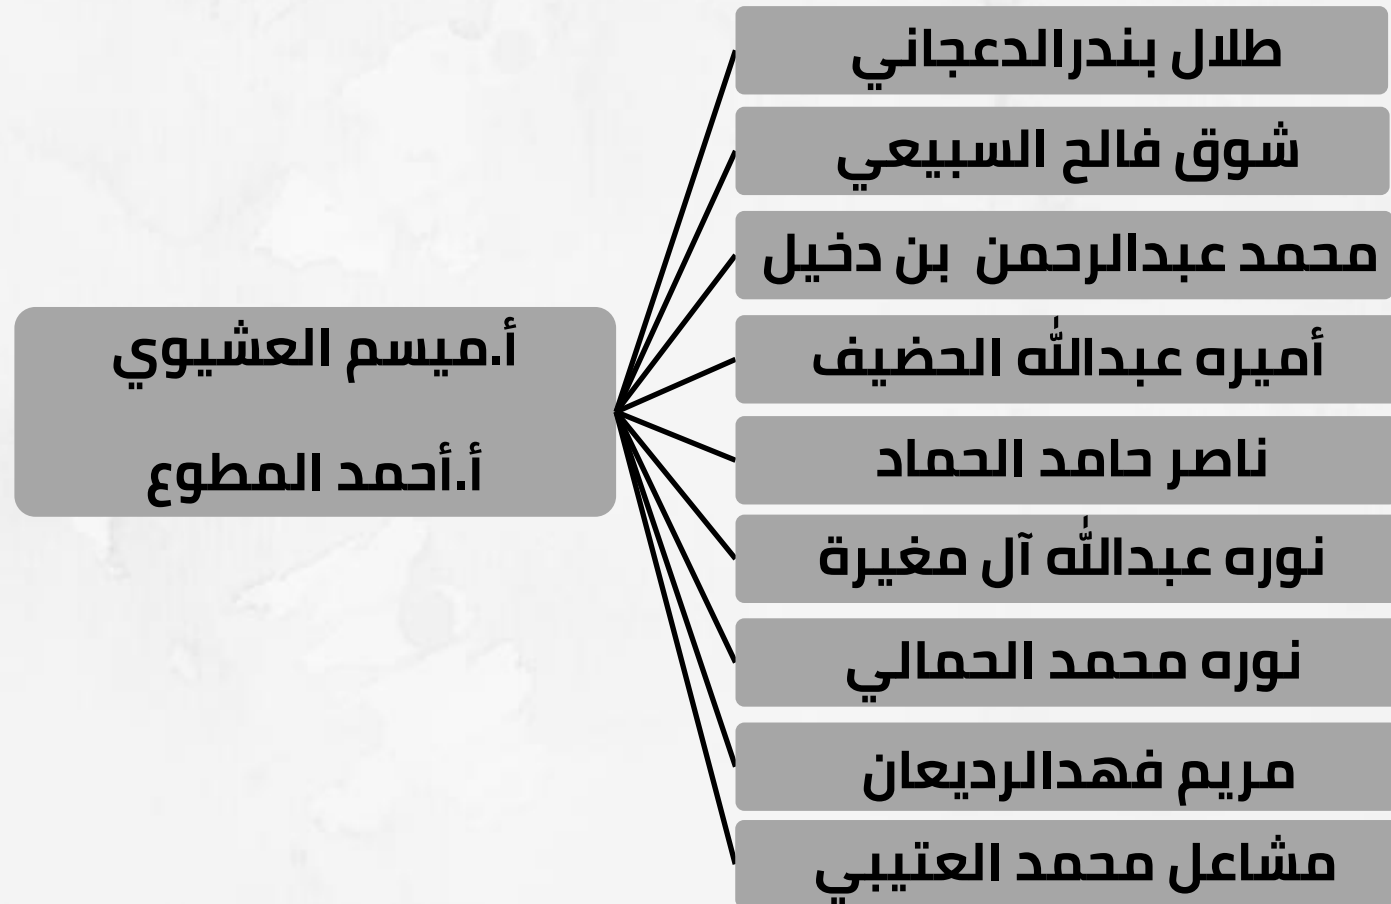 طلال بندرالدعجاني
شوق فالح السبيعي
محمد عبدالرحمن بن دخيل
أميره عبدالله الحضيف
ناصر حامد الحماد
نوره عبدالله آل مغيرة
نوره محمد الحمالي
مريم فهدالرديعان
مشاعل محمد العتيبي
أ.ميسم العشيوي
أ.أحمد المطوع